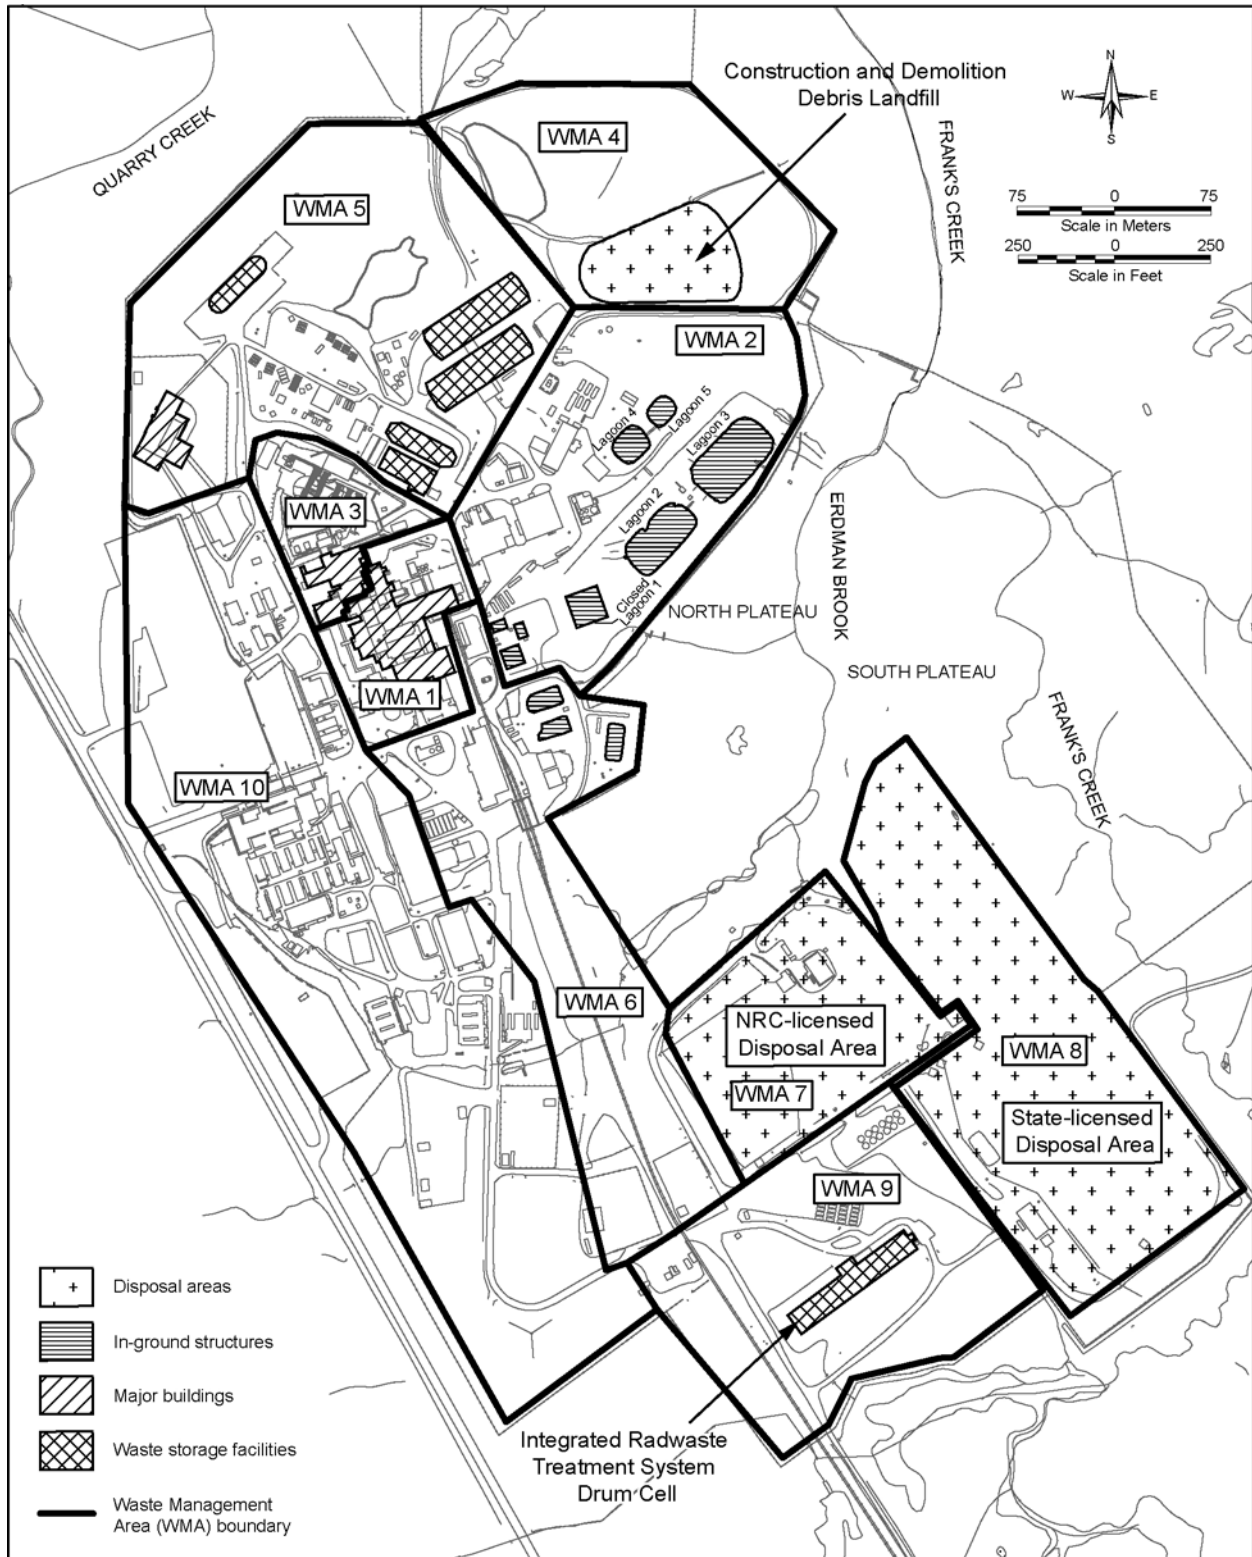 Construction and Demolition
Debris Landfill
N
W
E
S
QUARRY CREEK
WMA 4
FRANK'S CREEK
75
0
75
Scale in Meters
250
0
250
Scale in Feet
WMA 5
WMA 2
Lagoon 4
Lagoon 5
Lagoon 3
WMA 3
Lagoon 2
ERDMAN BROOK
Closed
Lagoon 1
NORTH PLATEAU
SOUTH PLATEAU
WMA 1
FRANK'S CREEK
WMA 10
WMA 6
NRC-licensed
Disposal Area
WMA 7
WMA 8
State-licensed
Disposal Area
WMA 9
Disposal areas
In-ground structures
Major buildings
Waste storage facilities
Waste Management
Area (WMA) boundary
Integrated Radwaste
Treatment System
Drum Cell